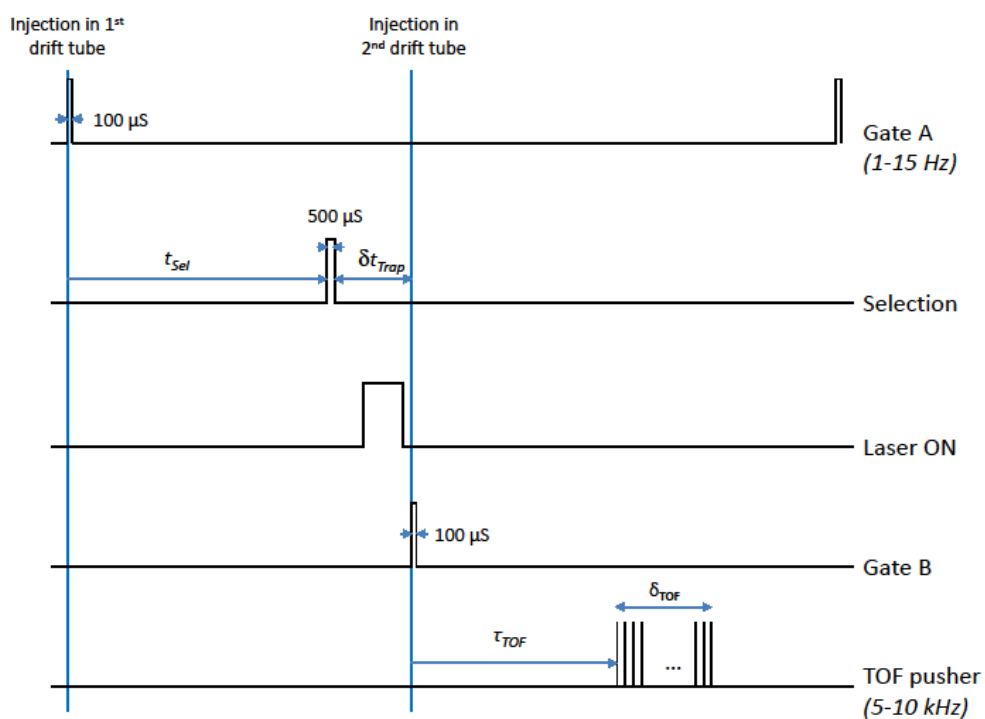 Injection in 1st
drift tube
Injection in
2nd drift tube
100 µS
Gate A
(1-15 Hz)
500 µS
tSel
δtTrap
Selection
Laser ON
100 µS
Gate B
δTOF
τTOF
...
TOF pusher
(5-10 kHz)